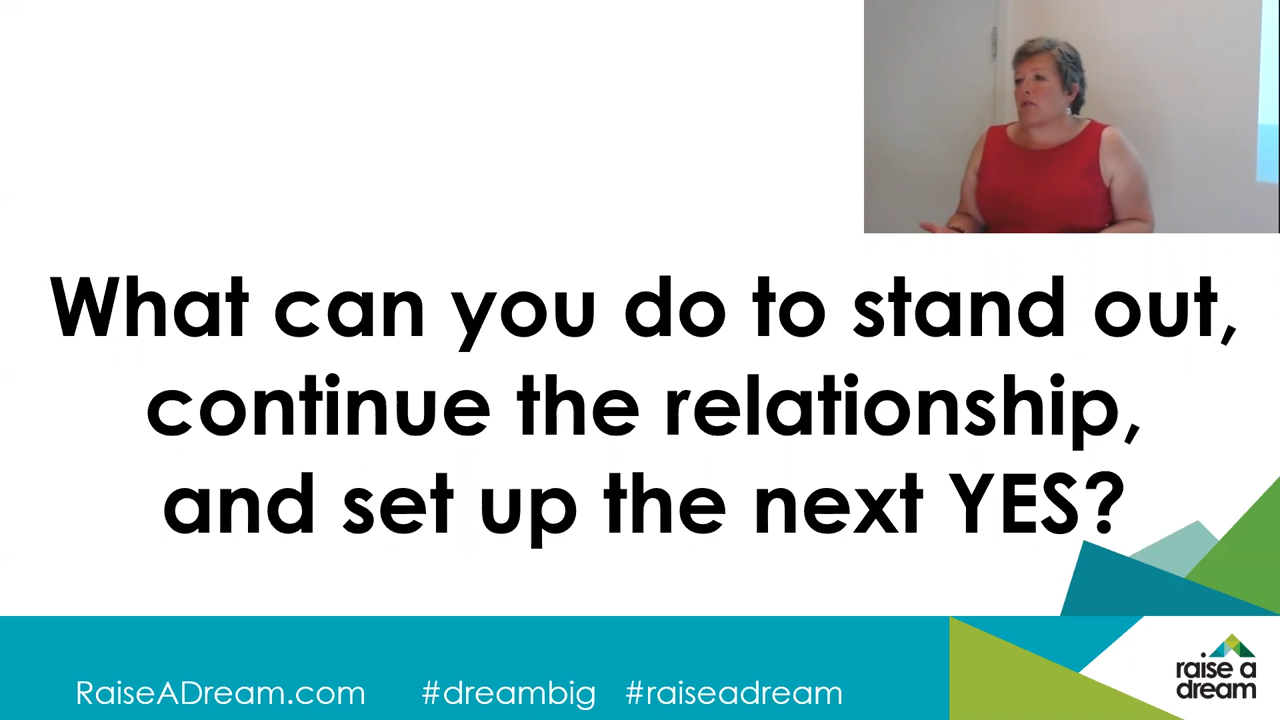 What can you do to stand out,
continue the relationship,
and set up the next YES?
RaiseADream.com #dreambig #raiseadream
raise a
dream